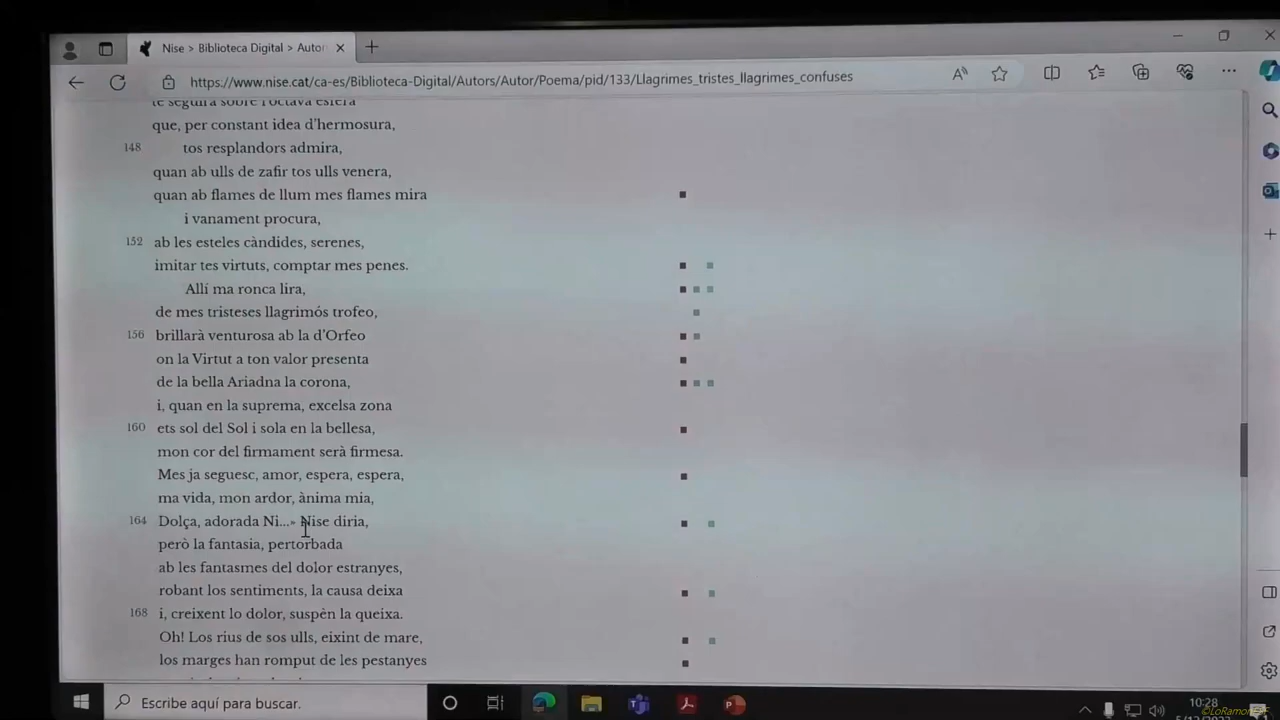 Nise > Biblioteca Digital > Autor
https://www.nise.cat/ca-es/Biblioteca-Digital/Autors/Autor/Poema/pid/133/Llagrimes_tristes_llagrimes_confuses
te seguirà sobre l'octava esfera
que, per constant idea d'hermosura,
148 tos resplandors admira,
quan ab ulls de zafir tos ulls venera,
quan ab flames de llum mes flames mira
i vanament procura,
152 ab les esteles càndides, serenes,
imitar tes virtuts, comptar mes penes.
Allí ma ronca lira,
de mes tristeses llagrimós trofeo,
156 brillarà venturosa ab la d'Orfeo
on la Virtut a ton valor presenta
de la bella Ariadna la corona,
i, quan en la suprema, excelsa zona
160 ets sol del Sol i sola en la bellesa,
mon cor del firmament serà firmesa.
Mes ja seguesc, amor, espera, espera,
ma vida, mon ardor, ànima mia,
164 Dolça, adorada Ni...» Nise diria,
però la fantasia, pertorbada
ab les fantasmes del dolor estranyes,
robant los sentiments, la causa deixa
168 i, creixent lo dolor, suspèn la queixa.
Oh! Los rius de sos ulls, eixint de mare,
los marges han romput de les pestanyes
Escribe aquí para buscar.
10:28